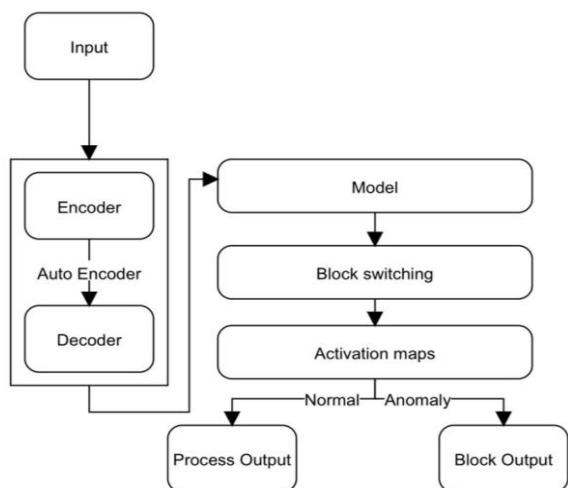 Input
Encoder
Auto Encoder
Decoder
Model
Block switching
Activation maps
Normal
Anomaly
Process Output
Block Output